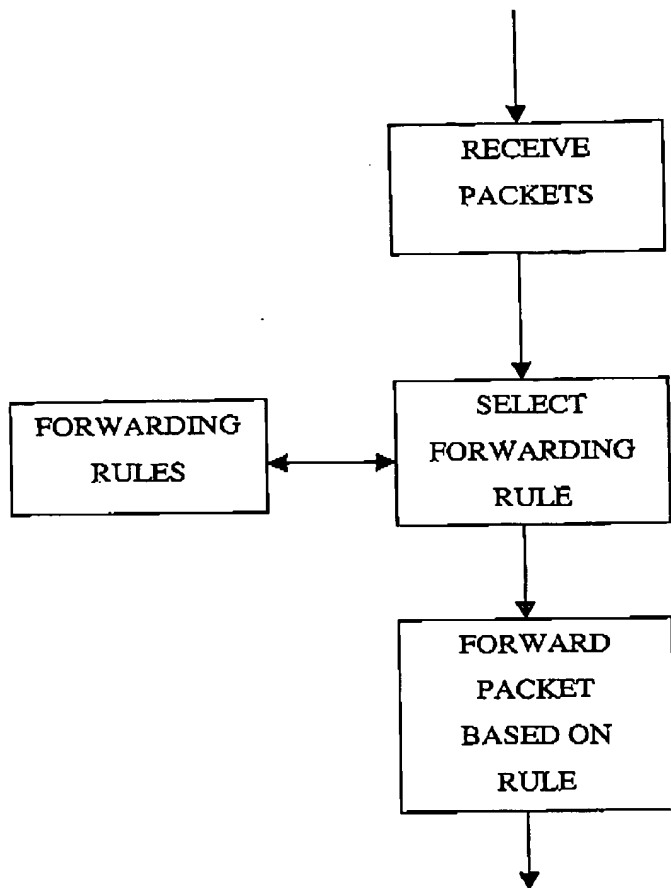 RECEIVE
PACKETS
FORWARDING
RULES
SELECT
FORWARDING
RULE
FORWARD
PACKET
BASED ON
RULE